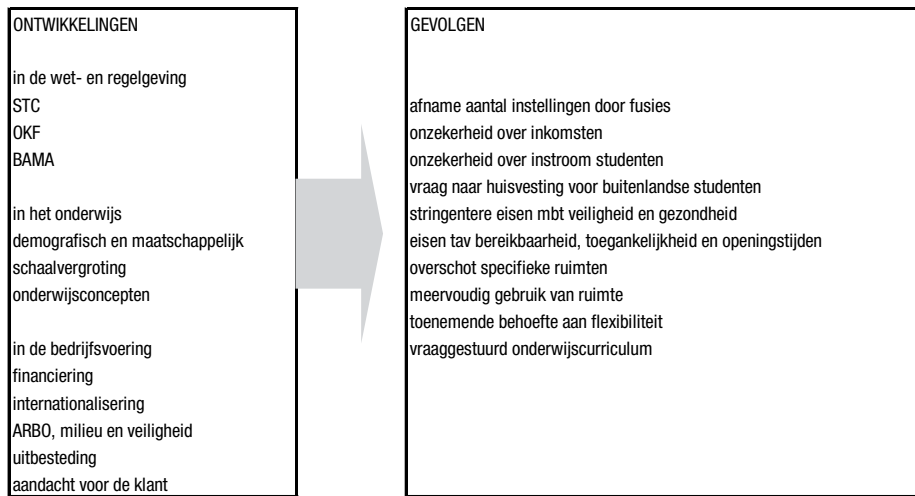 ONTWIKKELINGEN
in de wet- en regelgeving
STC
OKF
BAMA
in het onderwijs
demografisch en maatschappelijk
schaalvergroting
onderwijsconcepten
in de bedrijfsvoering
financiering
internationalisering
ARBO, milieu en veiligheid
uitbesteding
aandacht voor de klant
GEVOLGEN
afname aantal instellingen door fusies
onzekerheid over inkomsten
onzekerheid over instroom studenten
vraag naar huisvesting voor buitenlandse studenten
stringentere eisen mbt veiligheid en gezondheid
eisen tav bereikbaarheid, toegankelijkheid en openingstijden
overschot specifieke ruimten
meervoudig gebruik van ruimte
toenemende behoefte aan flexibiliteit
vraaggestuurd onderwijscurriculum